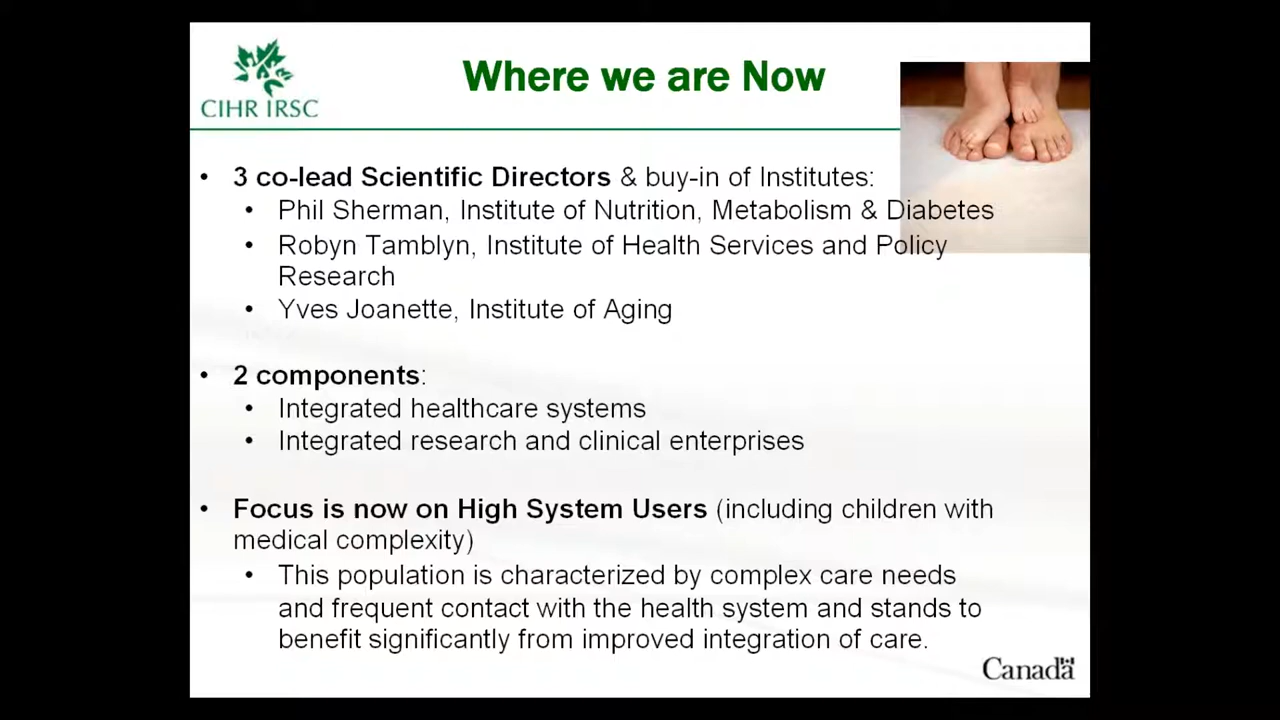 CIHR IRSC
Where we are Now
• 3 co-lead Scientific Directors & buy-in of Institutes:
• Phil Sherman, Institute of Nutrition, Metabolism & Diabetes
• Robyn Tamblyn, Institute of Health Services and Policy
Research
• Yves Joanette, Institute of Aging
• 2 components:
• Integrated healthcare systems
• Integrated research and clinical enterprises
• Focus is now on High System Users (including children with
medical complexity)
• This population is characterized by complex care needs
and frequent contact with the health system and stands to
benefit significantly from improved integration of care.
Canada